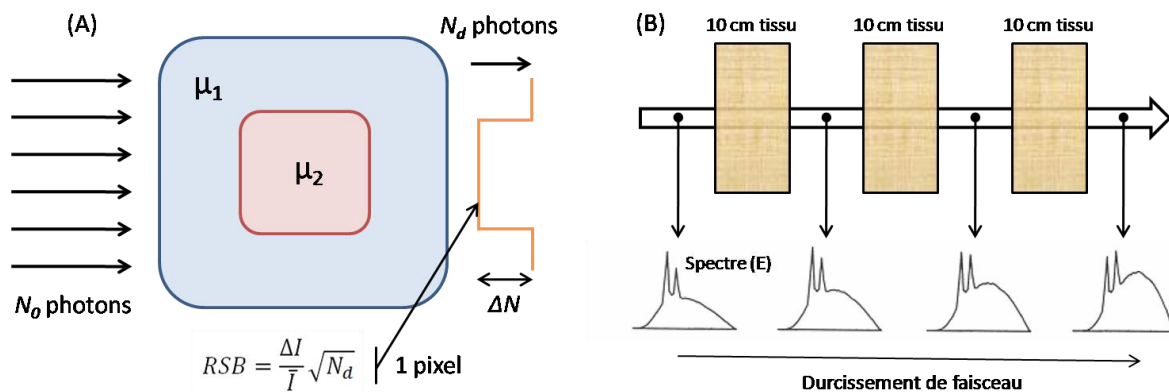 (A)
N_d photons
μ₁
μ₂
N_0 photons
ΔN
RSB = ΔI / Ī √N_d
1 pixel
(B)
10 cm tissu
10 cm tissu
10 cm tissu
Spectre (E)
Durcissement de faisceau